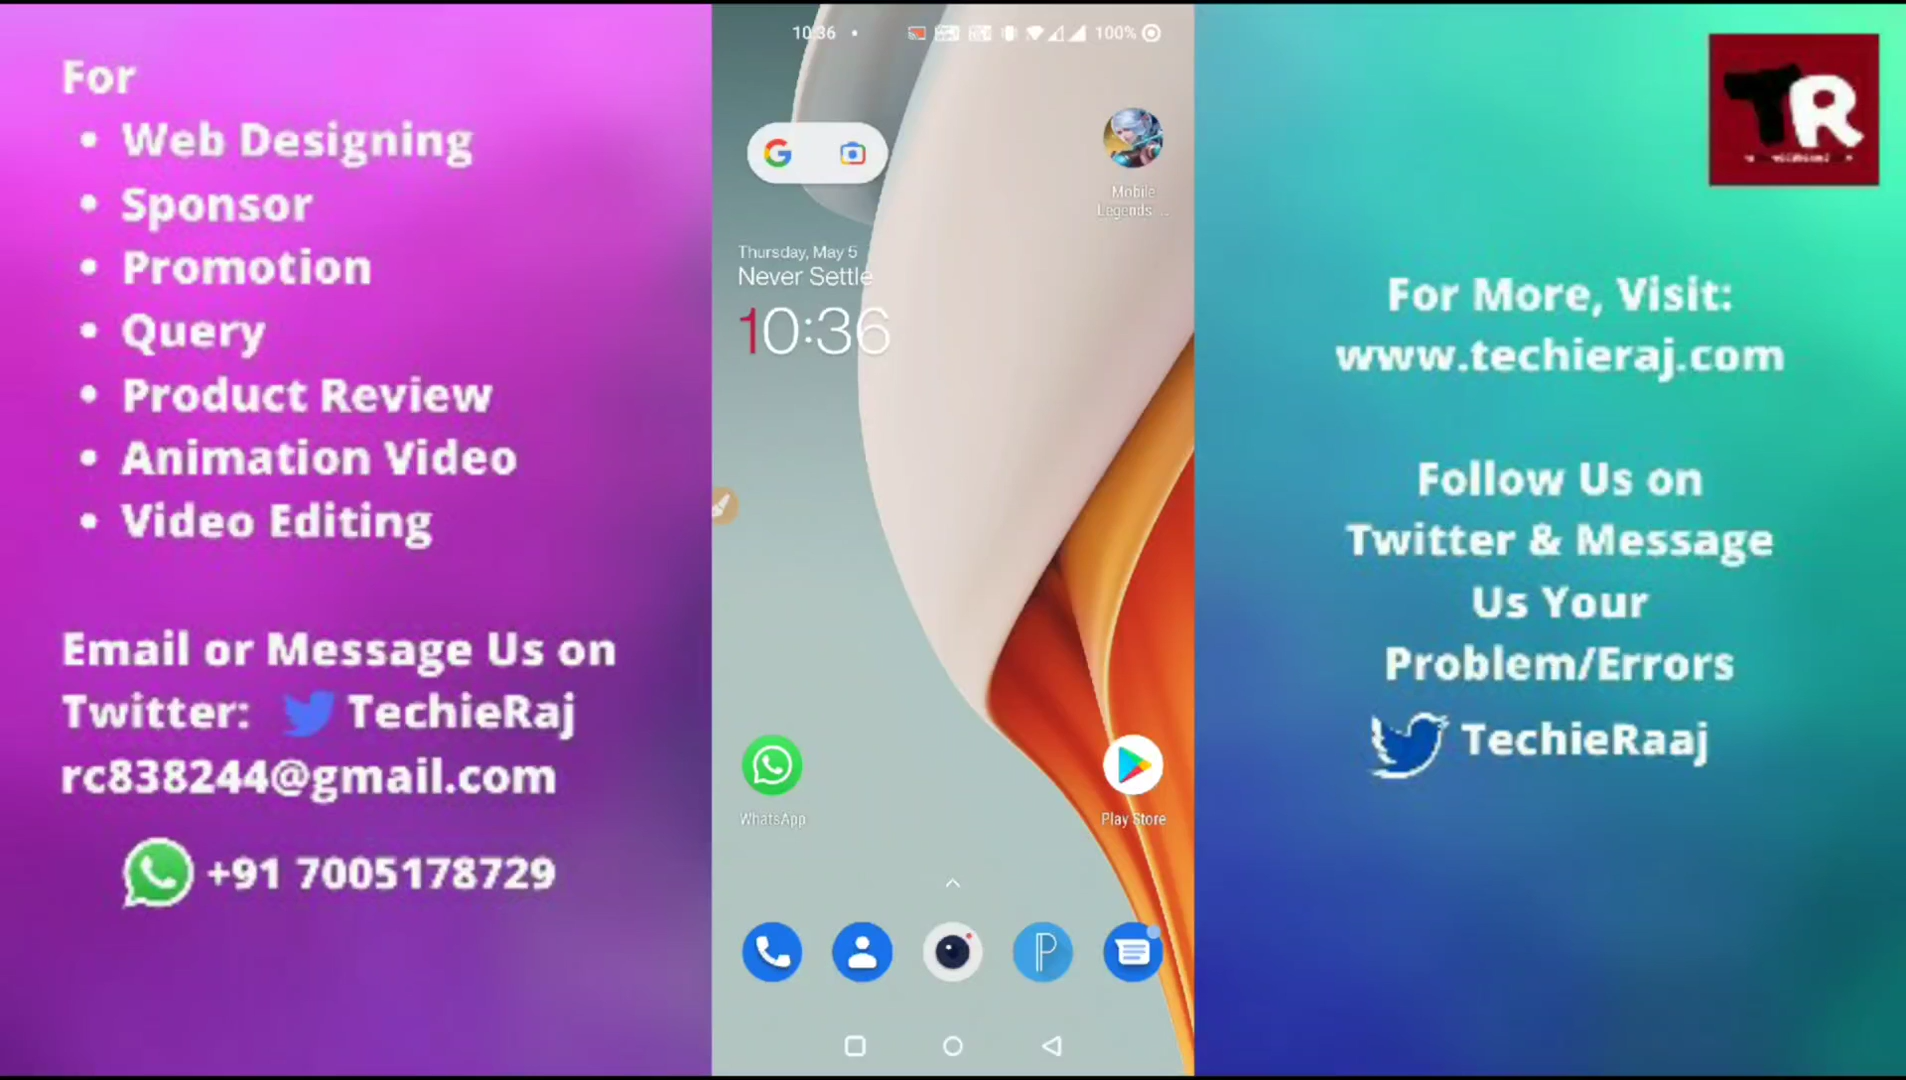 For
• Web Designing
• Sponsor
• Promotion
• Query
• Product Review
• Animation Video
• Video Editing
Email or Message Us on
Twitter: TechieRaj
rc838244@gmail.com
+91 7005178729
10:36
100%
Mobile
Legends ...
Thursday, May 5
Never Settle
10:36
WhatsApp
Play Store
TR
For More, Visit:
www.techieraj.com
Follow Us on
Twitter & Message
Us Your
Problem/Errors
TechieRaaj